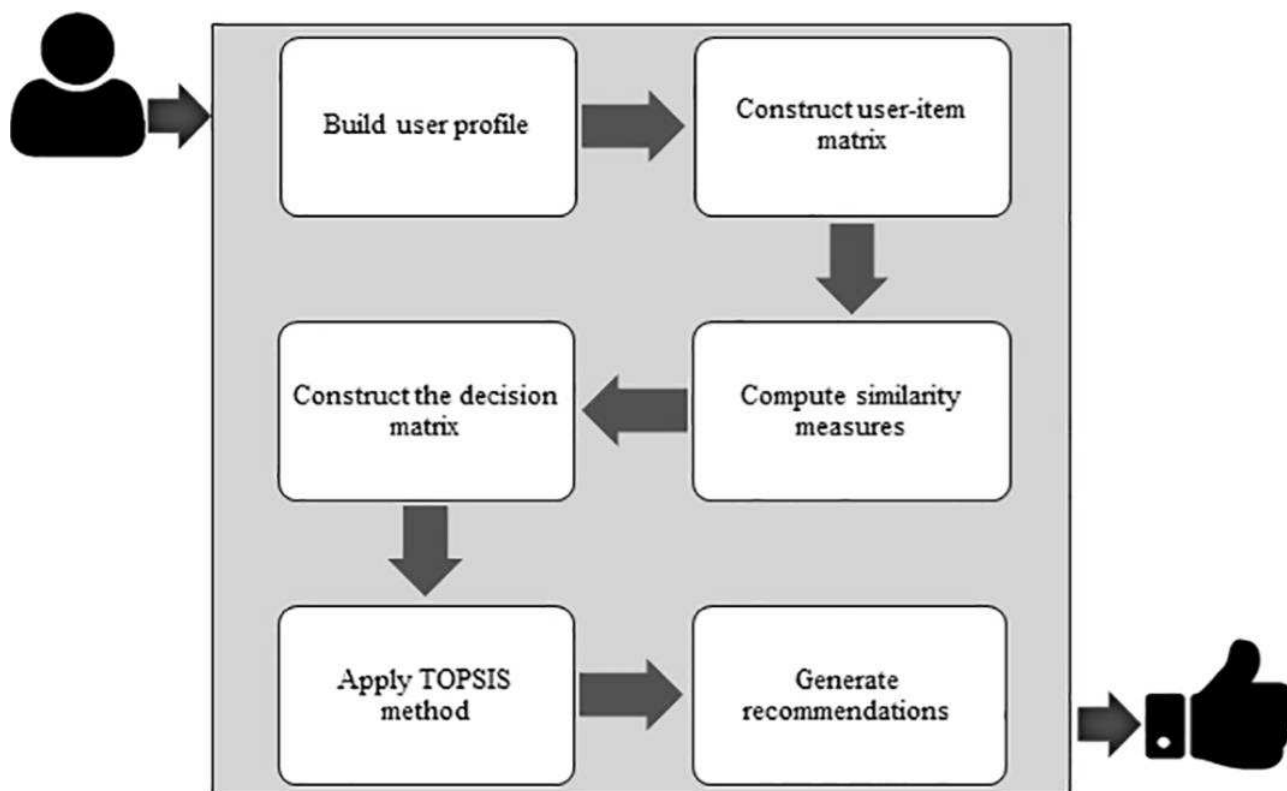 Build user profile
Construct user-item
matrix
Construct the decision
matrix
Compute similarity
measures
Apply TOPSIS
method
Generate
recommendations